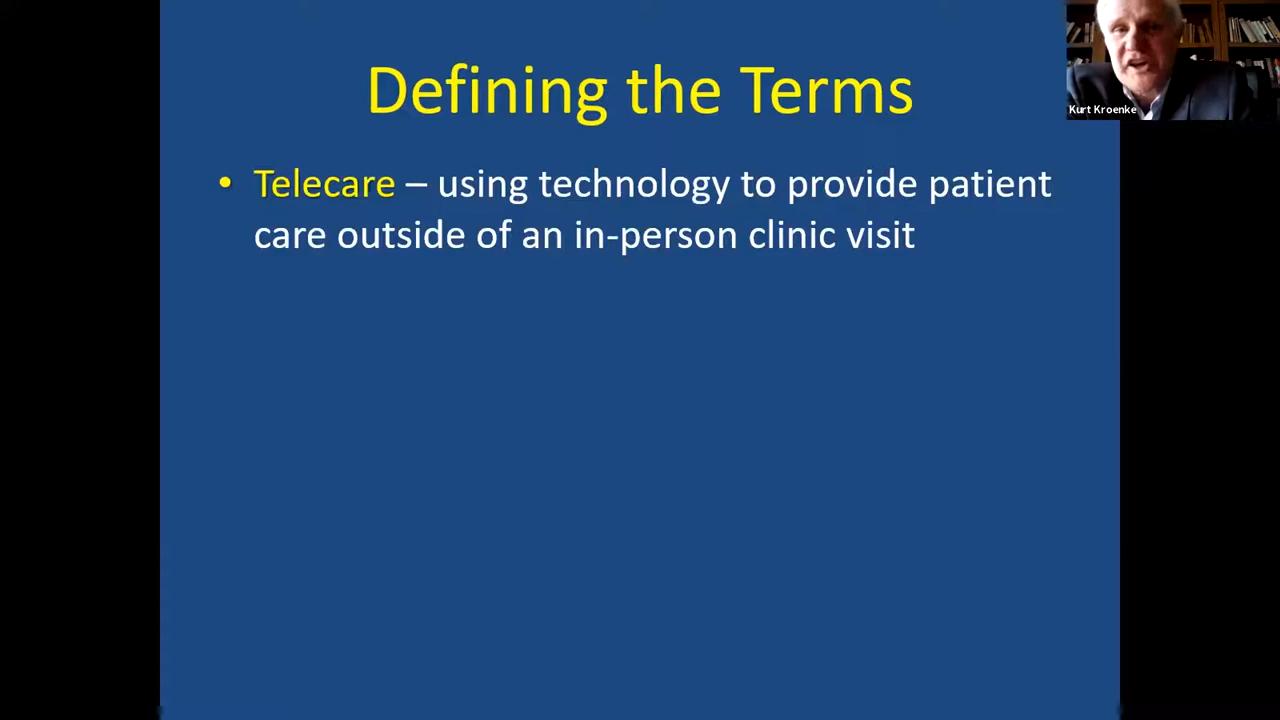 Defining the Terms
Kurt Kroenke
• Telecare – using technology to provide patient
care outside of an in-person clinic visit